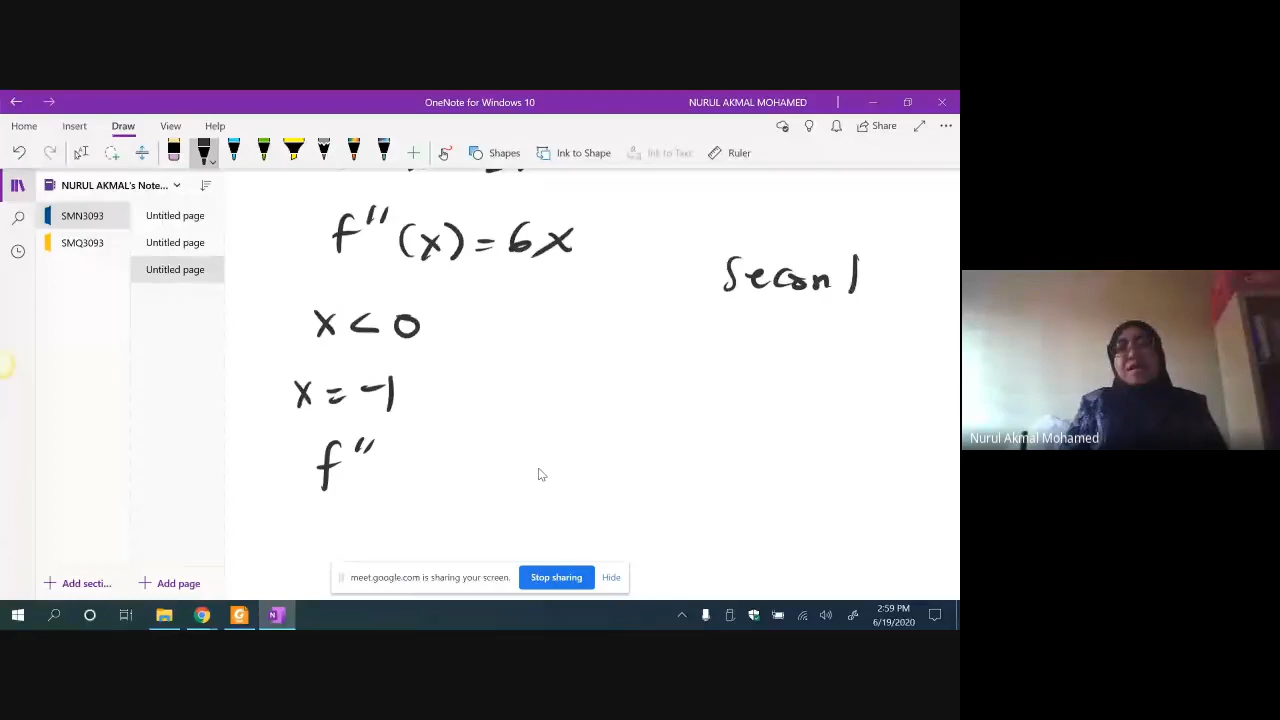 OneNote for Windows 10
NURUL AKMAL MOHAMED
Home Insert Draw View Help
Share
Shapes Ink to Shape Ink to Text Ruler
NURUL AKMAL's Note...
SMN3093
SMQ3093
Untitled page
Untitled page
Untitled page
f"(x) = 6x
Secon
x < 0
x = -1
f"
Nurul Akmal Mohamed
meet.google.com is sharing your screen. Stop sharing Hide
Add secti... Add page
2:59 PM
6/19/2020